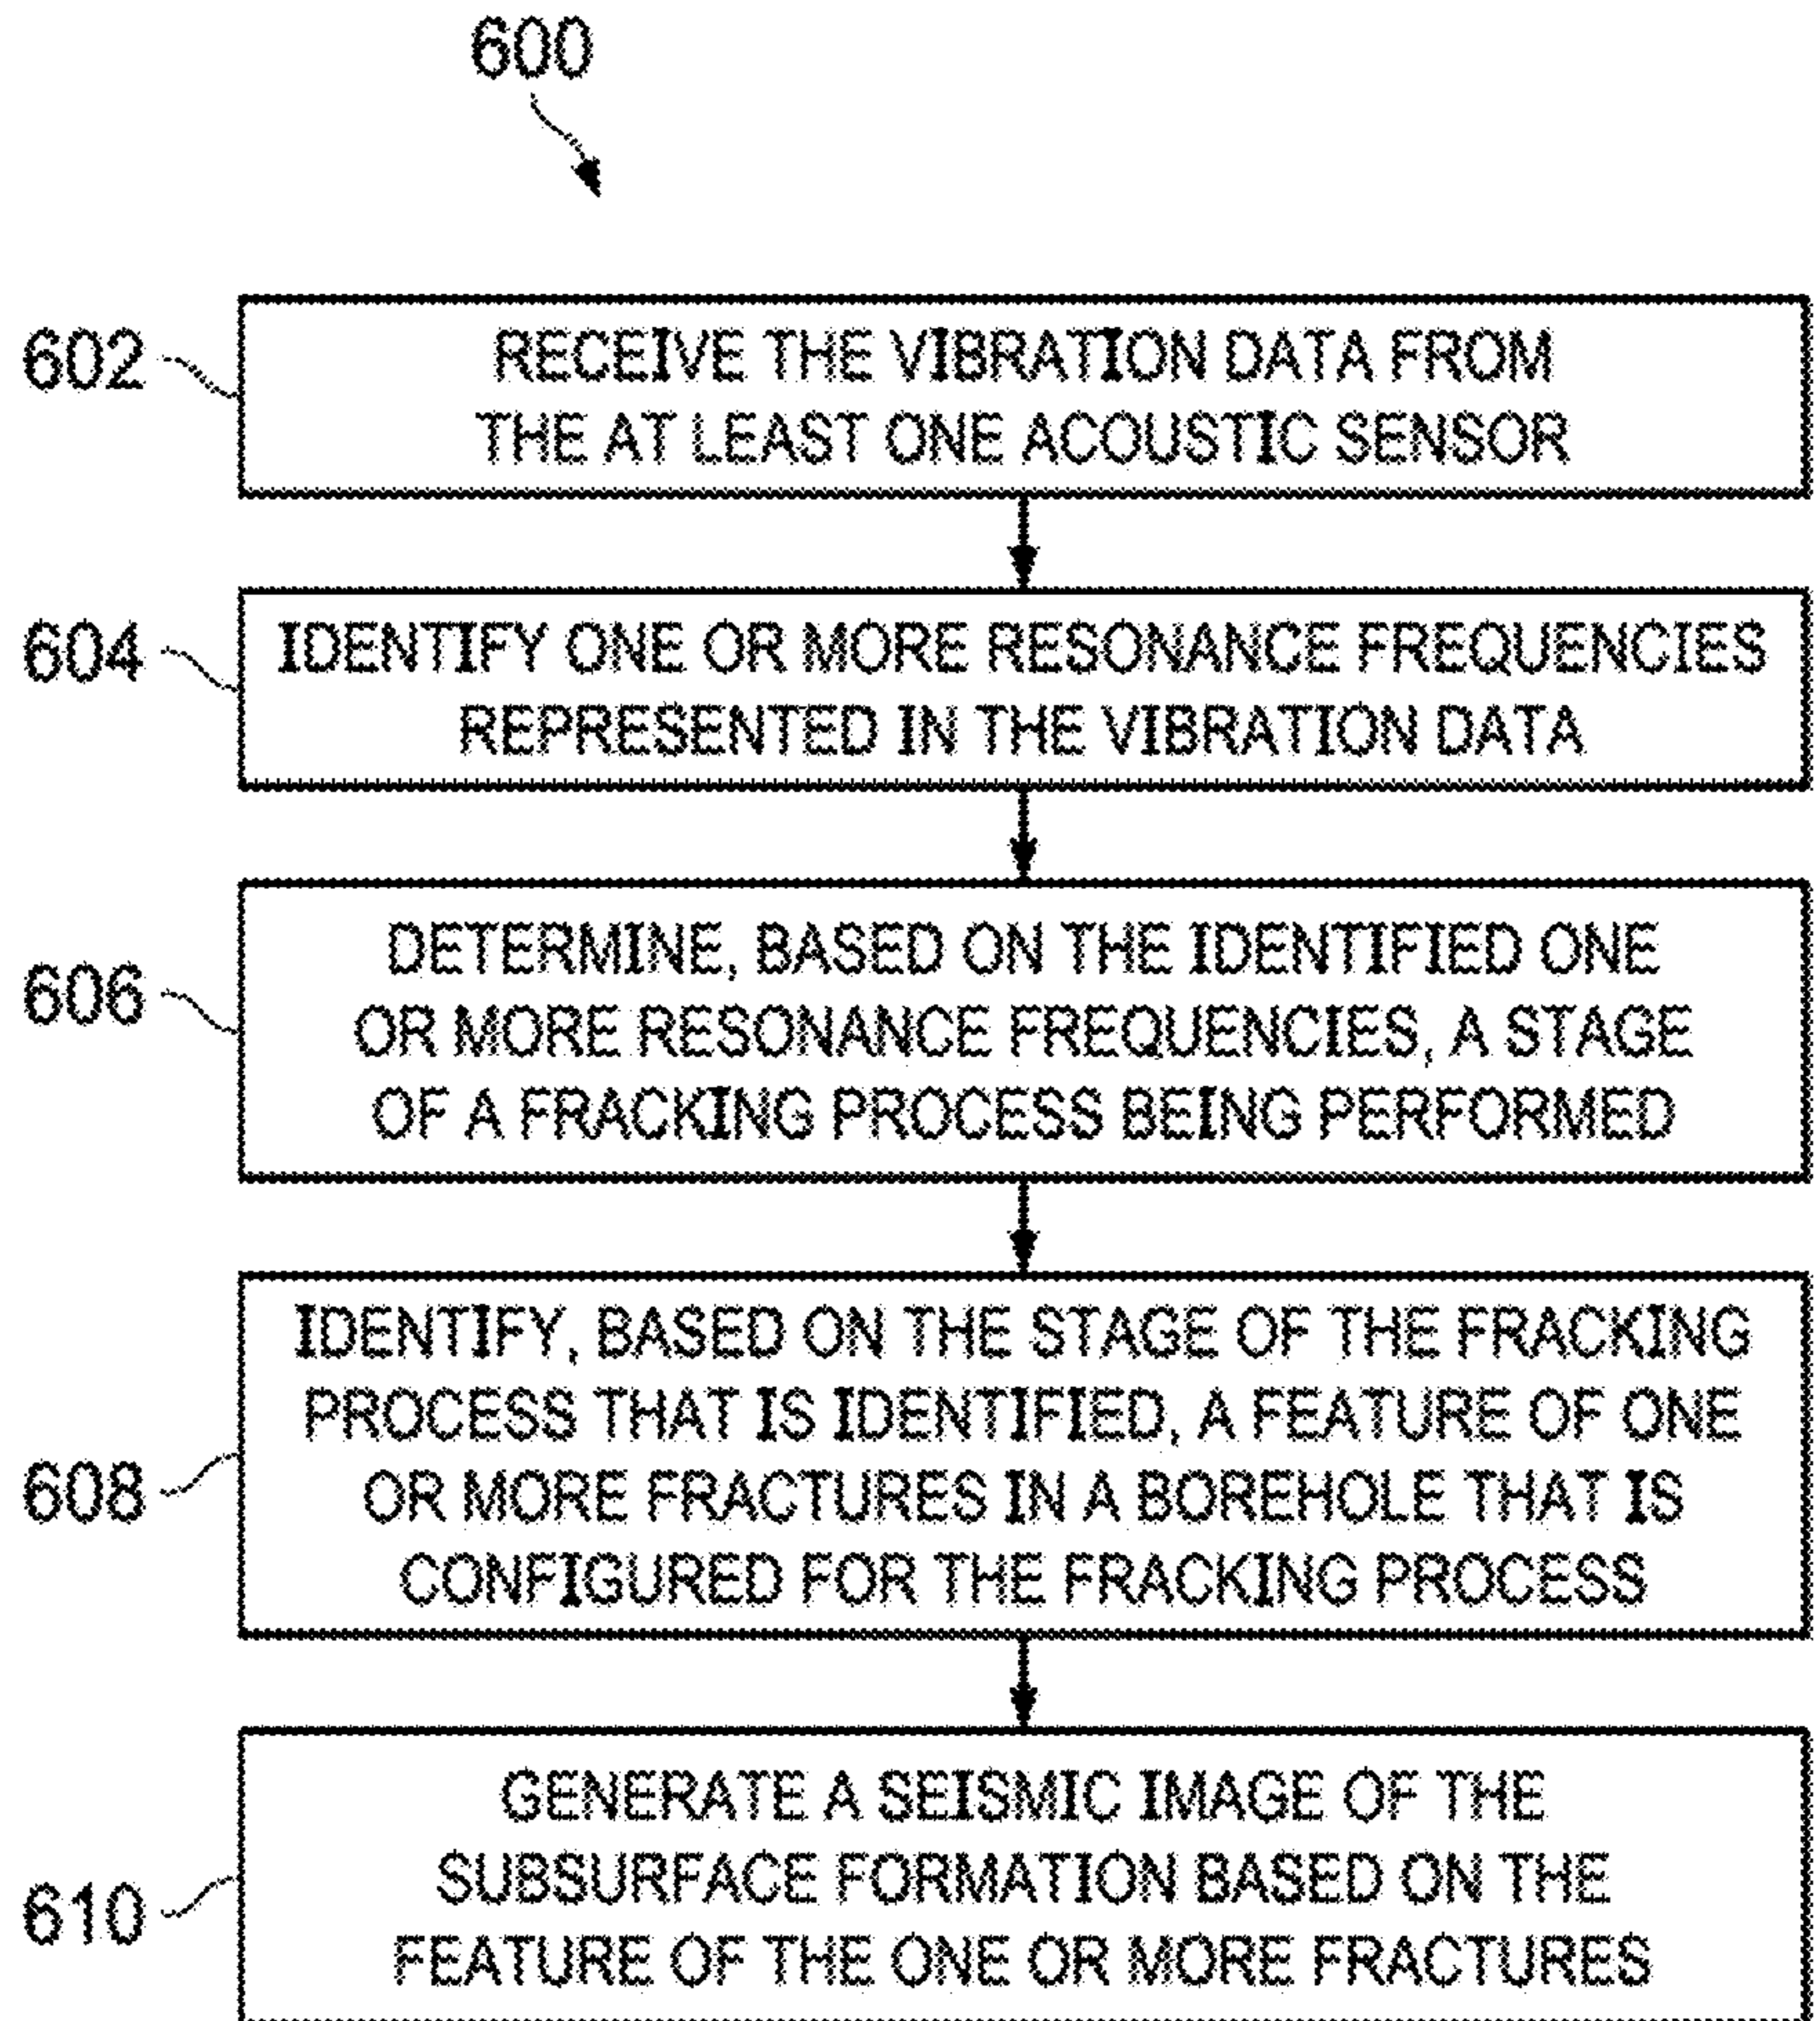 600
602
RECEIVE THE VIBRATION DATA FROM
THE AT LEAST ONE ACOUSTIC SENSOR
604
IDENTIFY ONE OR MORE RESONANCE FREQUENCIES
REPRESENTED IN THE VIBRATION DATA
606
DETERMINE, BASED ON THE IDENTIFIED ONE
OR MORE RESONANCE FREQUENCIES, A STAGE
OF A FRACKING PROCESS BEING PERFORMED
608
IDENTIFY, BASED ON THE STAGE OF THE FRACKING
PROCESS THAT IS IDENTIFIED, A FEATURE OF ONE
OR MORE FRACTURES IN A BOREHOLE THAT IS
CONFIGURED FOR THE FRACKING PROCESS
610
GENERATE A SEISMIC IMAGE OF THE
SUBSURFACE FORMATION BASED ON THE
FEATURE OF THE ONE OR MORE FRACTURES